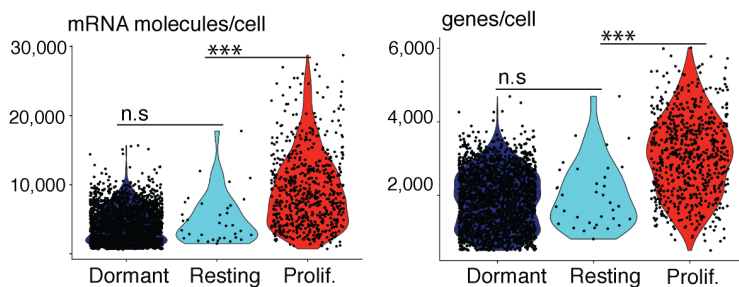 mRNA molecules/cell
30,000
20,000
10,000
n.s
***
Dormant Resting Prolif.
genes/cell
6,000
4,000
2,000
n.s
***
Dormant Resting Prolif.